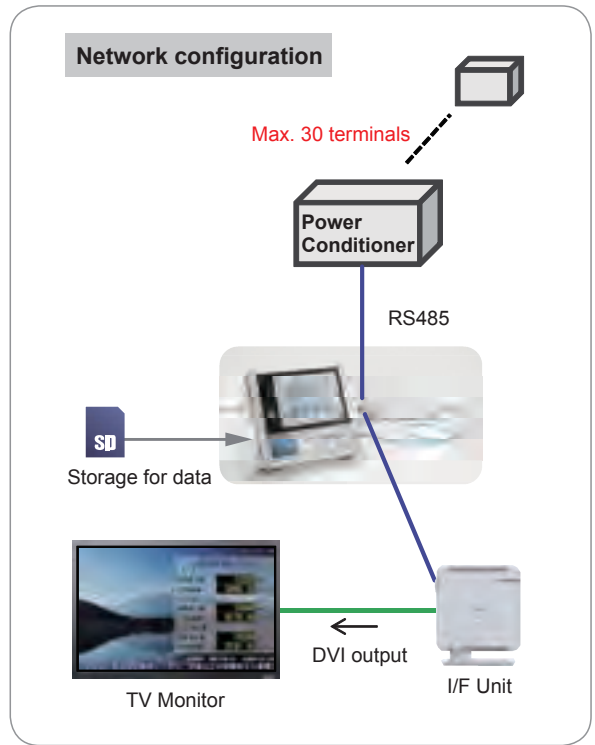 Network configuration
Max. 30 terminals
Power
Conditioner
RS485
SD
Storage for data
DVI output
I/F Unit
TV Monitor